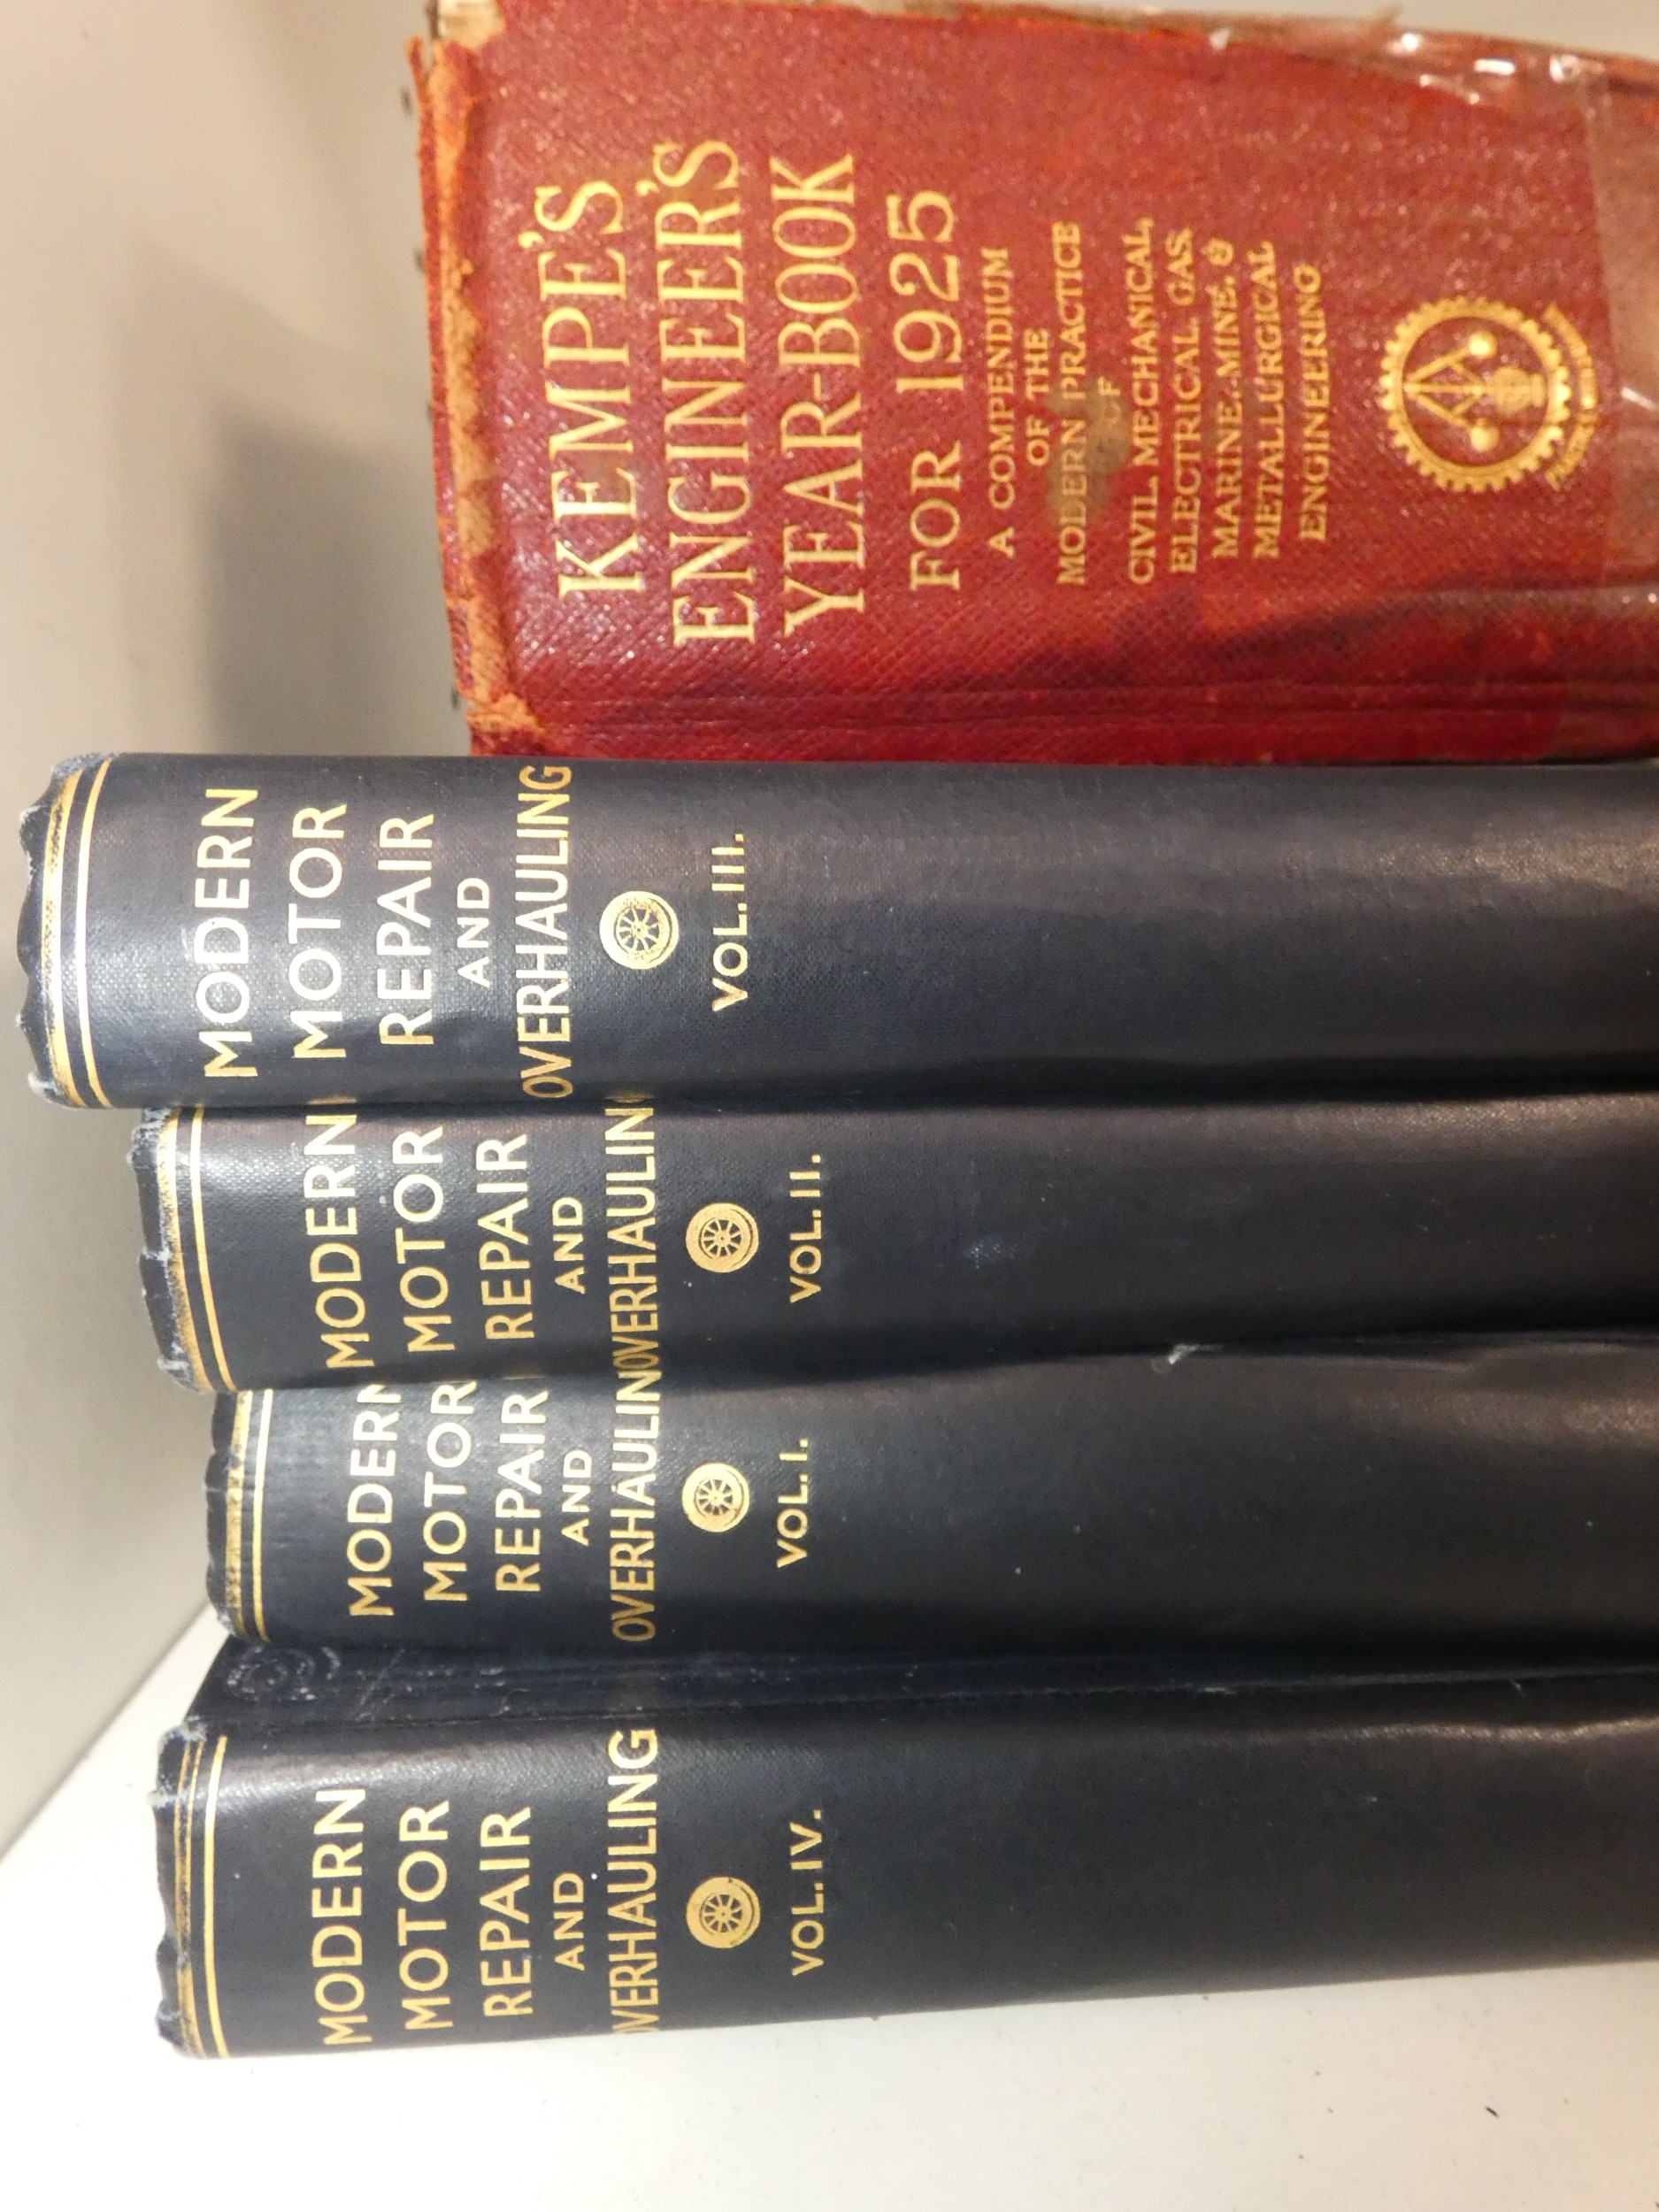 MODERN
MOTOR
REPAIR
AND
OVERHAULING
VOL. IV.
MODERN
MOTOR
REPAIR
AND
OVERHAULIN
VOL. I.
MODERN
MOTOR
REPAIR
AND
OVERHAULING
VOL. II.
MODERN
MOTOR
REPAIR
AND
OVERHAULING
VOL. III.
KEMPE'S
ENGINEER'S
YEAR-BOOK
FOR 1925
A COMPENDIUM
OF THE
MODERN PRACTICE
OF
CIVIL, MECHANICAL,
ELECTRICAL, GAS,
MARINE, MINE, &
METALLURGICAL
ENGINEERING